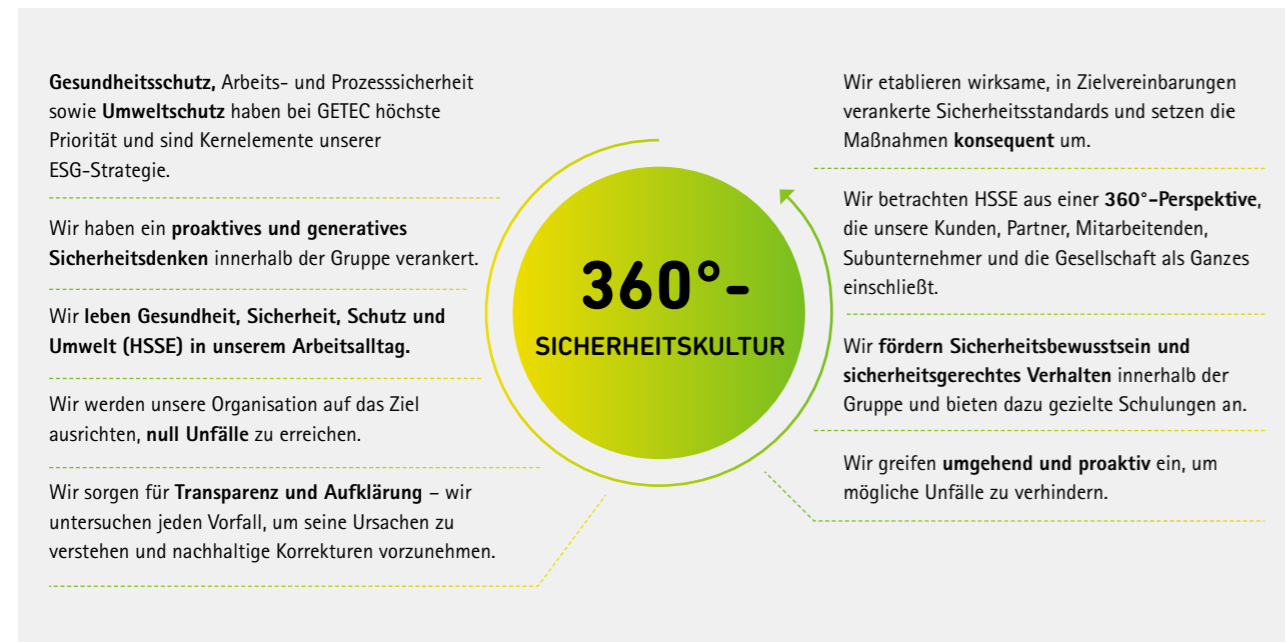 Gesundheitsschutz, Arbeits- und Prozesssicherheit
sowie Umweltschutz haben bei GETEC höchste
Priorität und sind Kernelemente unserer
ESG-Strategie.
Wir haben ein proaktives und generatives
Sicherheitsdenken innerhalb der Gruppe verankert.
Wir leben Gesundheit, Sicherheit, Schutz und
Umwelt (HSSE) in unserem Arbeitsalltag.
Wir werden unsere Organisation auf das Ziel
ausrichten, null Unfälle zu erreichen.
Wir sorgen für Transparenz und Aufklärung – wir
untersuchen jeden Vorfall, um seine Ursachen zu
verstehen und nachhaltige Korrekturen vorzunehmen.
360°-
SICHERHEITSKULTUR
Wir etablieren wirksame, in Zielvereinbarungen
verankerte Sicherheitsstandards und setzen die
Maßnahmen konsequent um.
Wir betrachten HSSE aus einer 360°-Perspektive,
die unsere Kunden, Partner, Mitarbeitenden,
Subunternehmer und die Gesellschaft als Ganzes
einschließt.
Wir fördern Sicherheitsbewusstsein und
sicherheitsgerechtes Verhalten innerhalb der
Gruppe und bieten dazu gezielte Schulungen an.
Wir greifen umgehend und proaktiv ein, um
mögliche Unfälle zu verhindern.